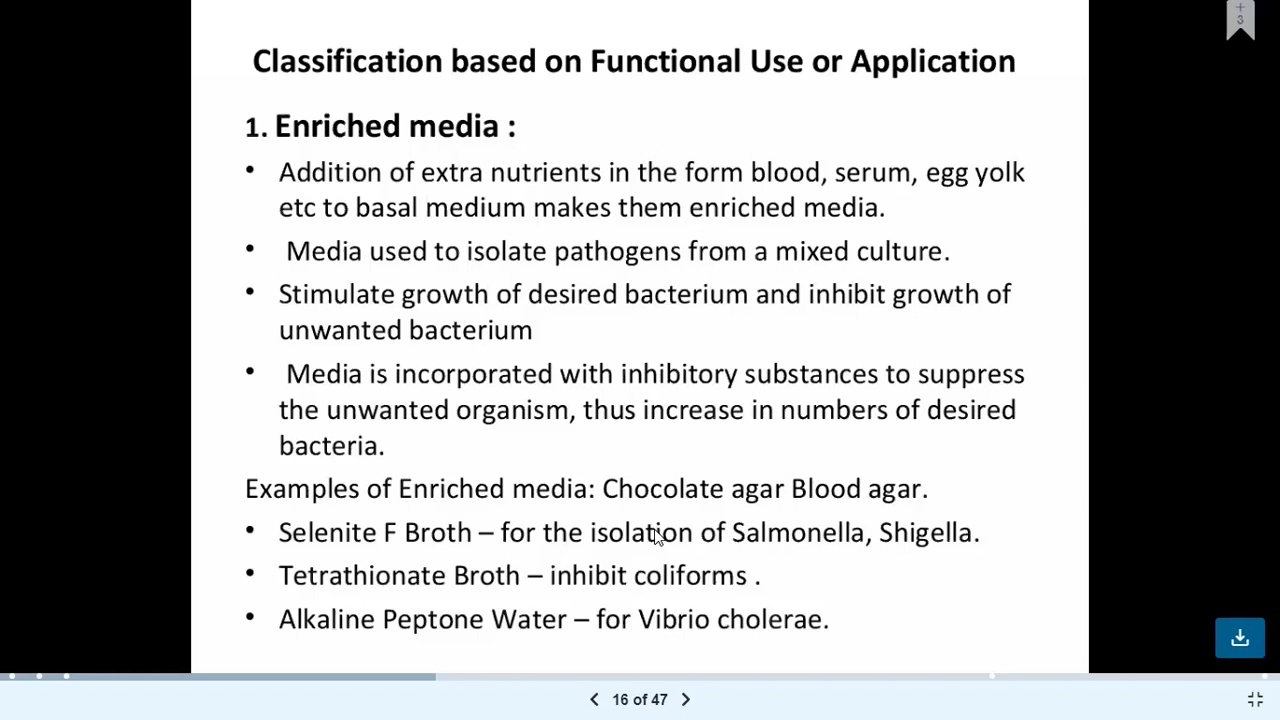 +
3
Classification based on Functional Use or Application
1. Enriched media :
• Addition of extra nutrients in the form blood, serum, egg yolk
etc to basal medium makes them enriched media.
• Media used to isolate pathogens from a mixed culture.
• Stimulate growth of desired bacterium and inhibit growth of
unwanted bacterium
• Media is incorporated with inhibitory substances to suppress
the unwanted organism, thus increase in numbers of desired
bacteria.
Examples of Enriched media: Chocolate agar Blood agar.
• Selenite F Broth – for the isolation of Salmonella, Shigella.
• Tetrathionate Broth – inhibit coliforms .
• Alkaline Peptone Water – for Vibrio cholerae.
16 of 47